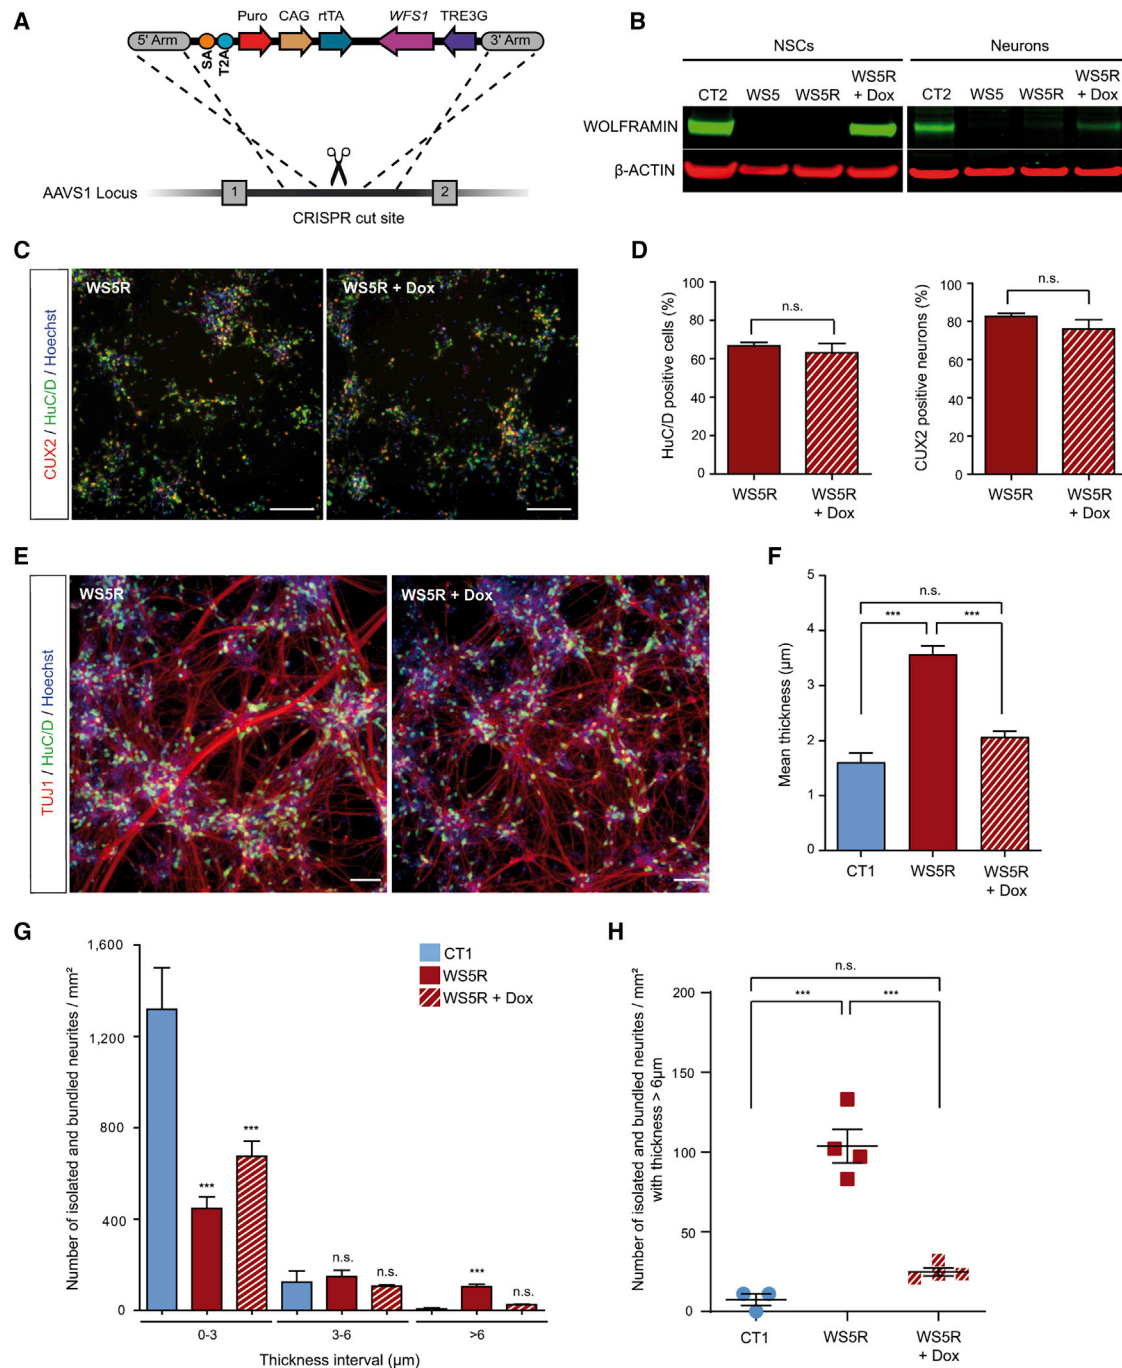 A
Puro CAG rtTA WFS1 TRE3G
5' Arm 3' Arm
SA
T2A
AAVS1 Locus
1 2
CRISPR cut site
B
NSCs Neurons
CT2 WS5 WS5R WS5R + Dox CT2 WS5 WS5R WS5R + Dox
WOLFRAMIN
β-ACTIN
C
CUX2 / HuC/D / Hoechst
WS5R
WS5R + Dox
D
HuC/D positive cells (%)
100
80
60
40
20
0
n.s.
WS5R
WS5R
+ Dox
CUX2 positive neurons (%)
100
80
60
40
20
0
n.s.
WS5R
WS5R
+ Dox
E
TUJ1 / HuC/D / Hoechst
WS5R
WS5R + Dox
F
Mean thickness (µm)
5
4
3
2
1
0
n.s.
*** ***
CT1
WS5R
WS5R
+ Dox
G
Number of isolated and bundled neurites / mm²
1,600
1,200
800
400
0
CT1
WS5R
WS5R + Dox
*** ***
n.s. n.s.
*** n.s.
0-3 3-6 >6
Thickness interval (µm)
H
Number of isolated and bundled neurites / mm²
with thickness > 6µm
200
150
100
50
0
n.s.
*** ***
CT1
WS5R
WS5R
+ Dox